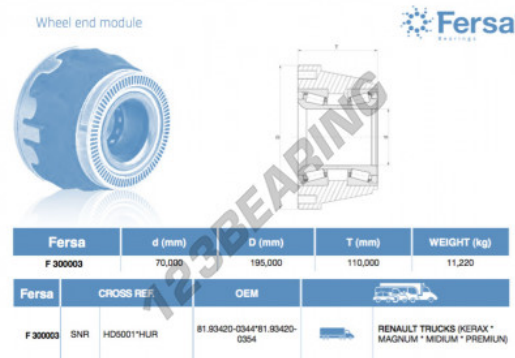 Wheel end module
Fersa
Bearings
T
D
d
123BEARING
Fersa d (mm) D (mm) T (mm) WEIGHT (kg)
F 300003 70,000 195,000 110,000 11,220
Fersa CROSS REF. OEM
F 300003 SNR HD5001*HUR 81.93420-0344*81.93420-
0354
RENAULT TRUCKS (KERAX *
MAGNUM * MIDIUM * PREMIUN)